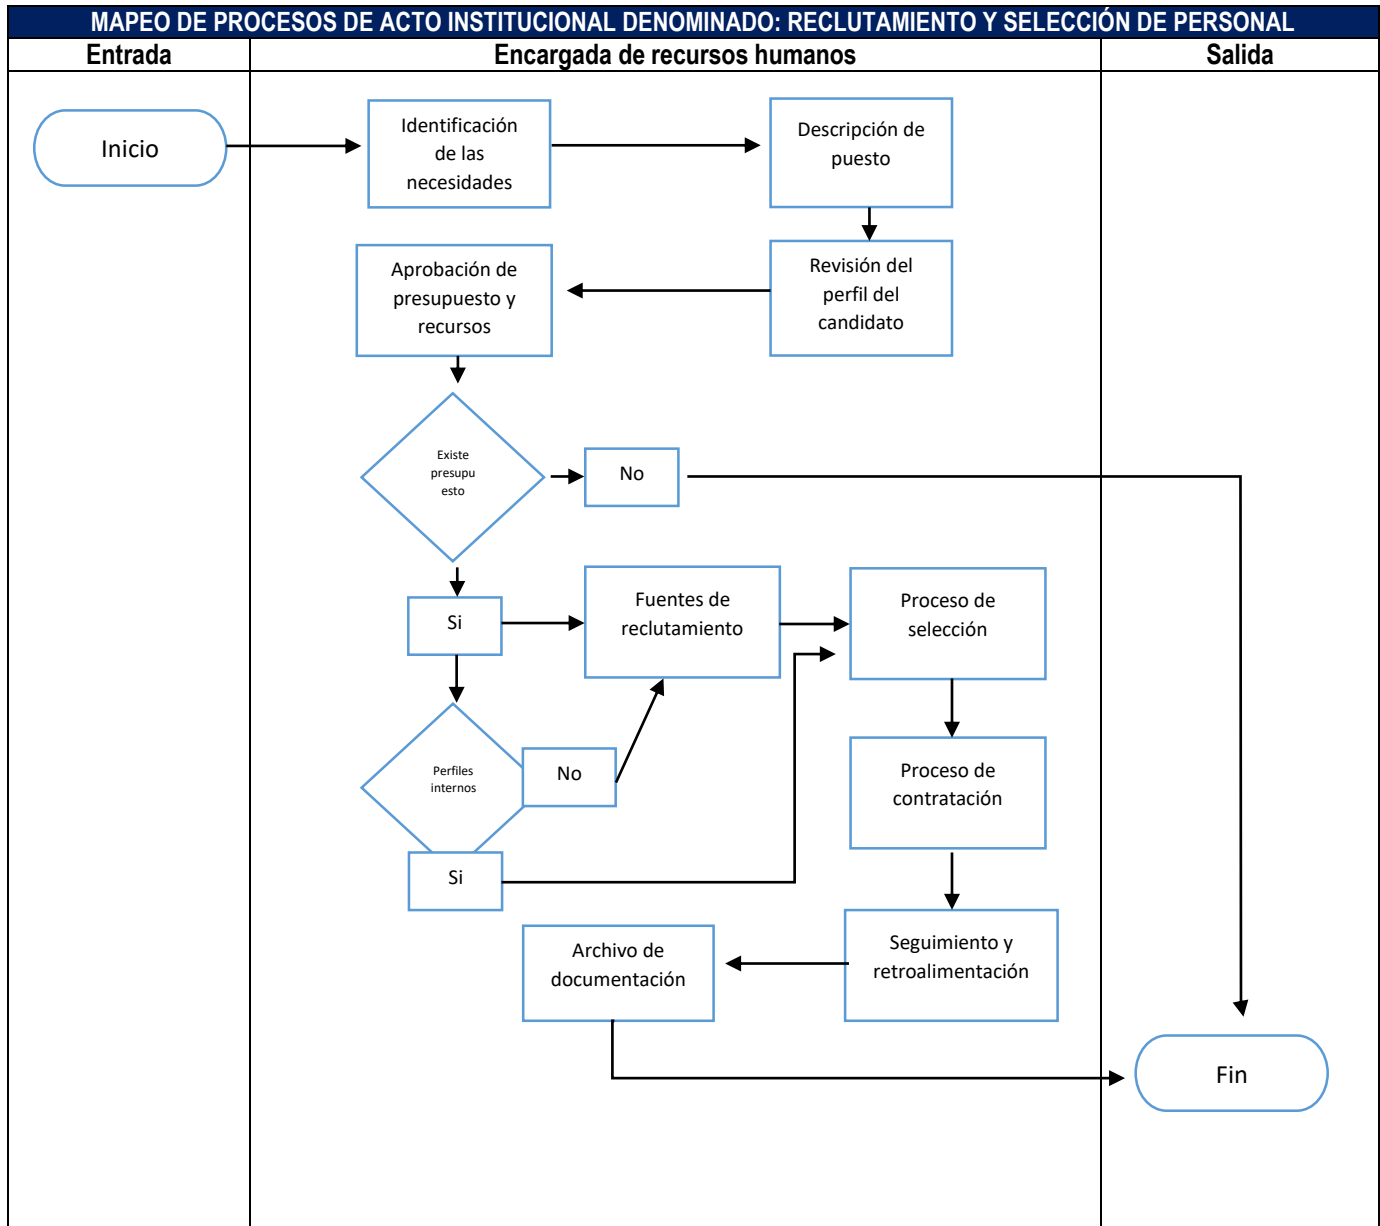 MAPEO DE PROCESOS DE ACTO INSTITUCIONAL DENOMINADO: RECLUTAMIENTO Y SELECCIÓN DE PERSONAL
Entrada
Encargada de recursos humanos
Salida
Inicio
Identificación
de las
necesidades
Descripción de
puesto
Aprobación de
presupuesto y
recursos
Revisión del
perfil del
candidato
Existe
presupu
esto
No
Si
Fuentes de
reclutamiento
Proceso de
selección
Perfiles
internos
No
Proceso de
contratación
Si
Archivo de
documentación
Seguimiento y
retroalimentación
Fin